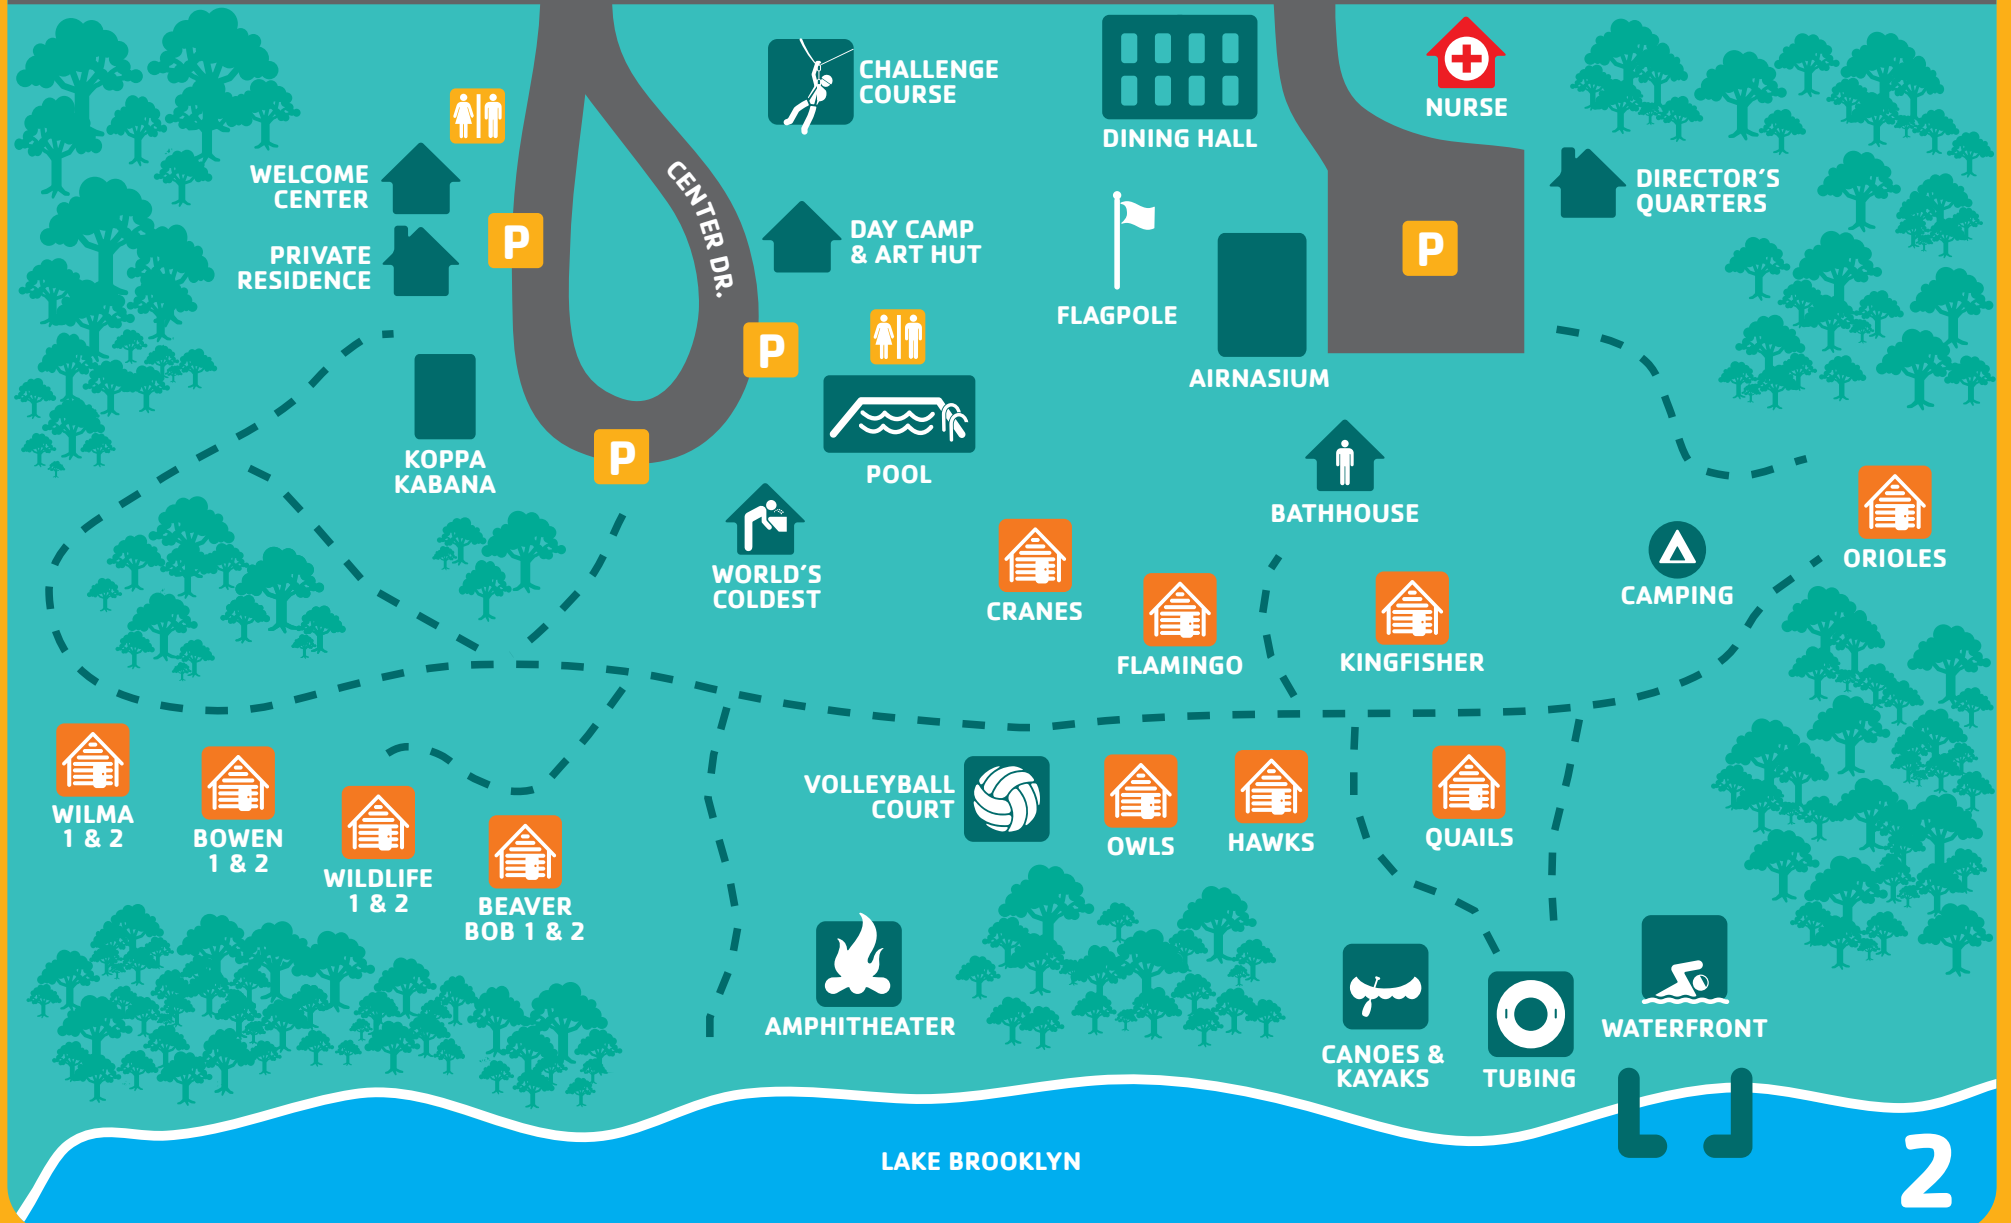 CHALLENGE
COURSE
DINING HALL
NURSE
WELCOME
CENTER
CENTER DR.
DIRECTOR'S
QUARTERS
PRIVATE
RESIDENCE
P
DAY CAMP
& ART HUT
P
FLAGPOLE
P
AIRNASIUM
KOPPA
KABANA
P
POOL
BATHHOUSE
WORLD'S
COLDEST
CRANES
FLAMINGO
KINGFISHER
CAMPING
ORIOLES
WILMA
1 & 2
BOWEN
1 & 2
WILDLIFE
1 & 2
BEAVER
BOB 1 & 2
VOLLEYBALL
COURT
OWLS
HAWKS
QUAILS
AMPHITHEATER
CANOES &
KAYAKS
TUBING
WATERFRONT
LAKE BROOKLYN
2